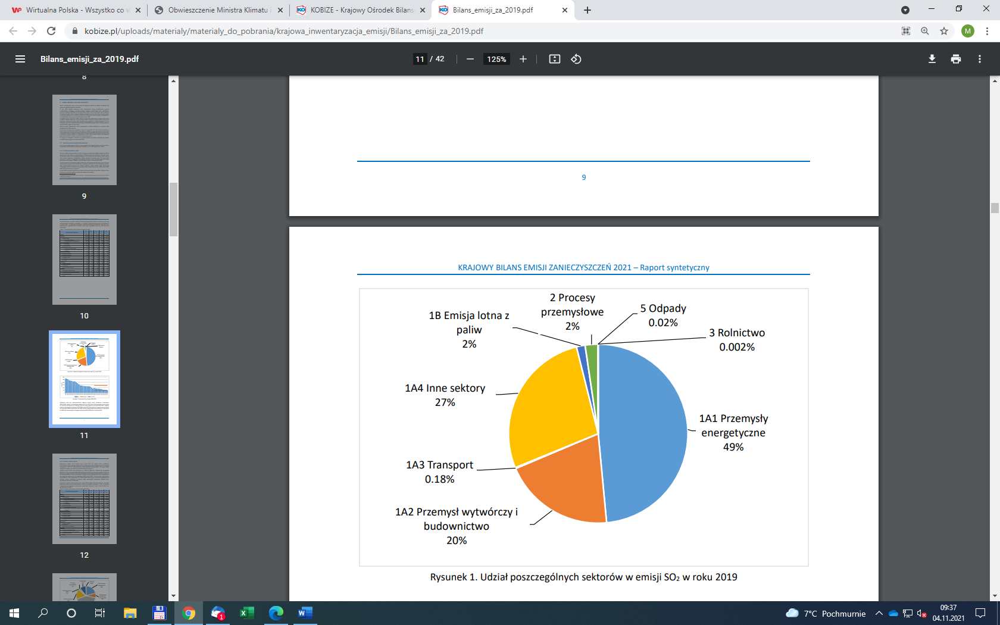 Wirtualna Polska - Wszystko co w
Obwieszczenie Ministra Klimatu i
KOBIZE - Krajowy Ośrodek Bilans
Bilans_emisji_za_2019.pdf
kobize.pl/uploads/materialy/materialy_do_pobrania/krajowa_inwentaryzacja_emisji/Bilans_emisji_za_2019.pdf
M
Bilans_emisji_za_2019.pdf
11 / 42
125%
8
9
10
11
12
9
KRAJOWY BILANS EMISJI ZANIECZYSZCZEŃ 2021 – Raport syntetyczny
2 Procesy
przemysłowe
2%
5 Odpady
0.02%
1B Emisja lotna z
paliw
2%
3 Rolnictwo
0.002%
1A4 Inne sektory
27%
1A1 Przemysły
energetyczne
49%
1A3 Transport
0.18%
1A2 Przemysł wytwórczy i
budownictwo
20%
Rysunek 1. Udział poszczególnych sektorów w emisji SO₂ w roku 2019
1
7°C Pochmurnie
09:37
04.11.2021